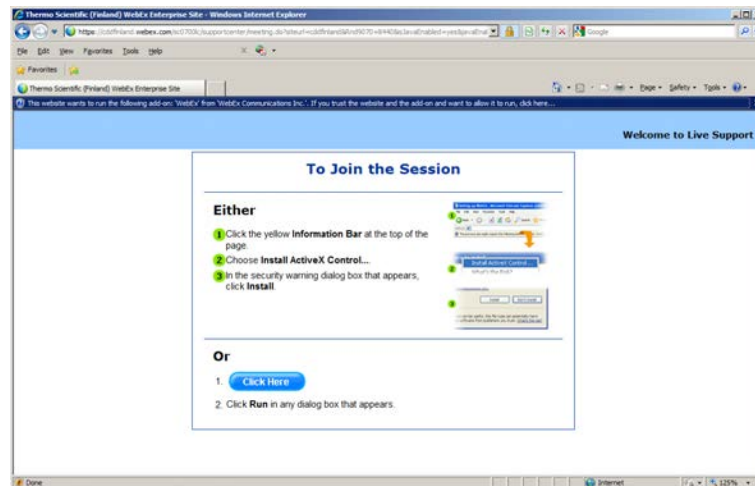 Thermo Scientific (Finland) WebEx Enterprise Site - Windows Internet Explorer
Google
File Edit View Favorites Tools Help
Favorites
Thermo Scientific (Finland) WebEx Enterprise Site
Page Safety Tools
This website wants to run the following add-on: 'WebEx' from 'WebEx Communications Inc.'. If you trust the website and the add-on and want to allow it to run, click here...
Welcome to Live Support
To Join the Session
Either
1 Click the yellow Information Bar at the top of the
page.
2 Choose Install ActiveX Control...
3 In the security warning dialog box that appears,
click Install.
1
2 Install ActiveX Control...
What's the Risk?
3
Or
1. Click Here
2. Click Run in any dialog box that appears.
Done
Internet
125%